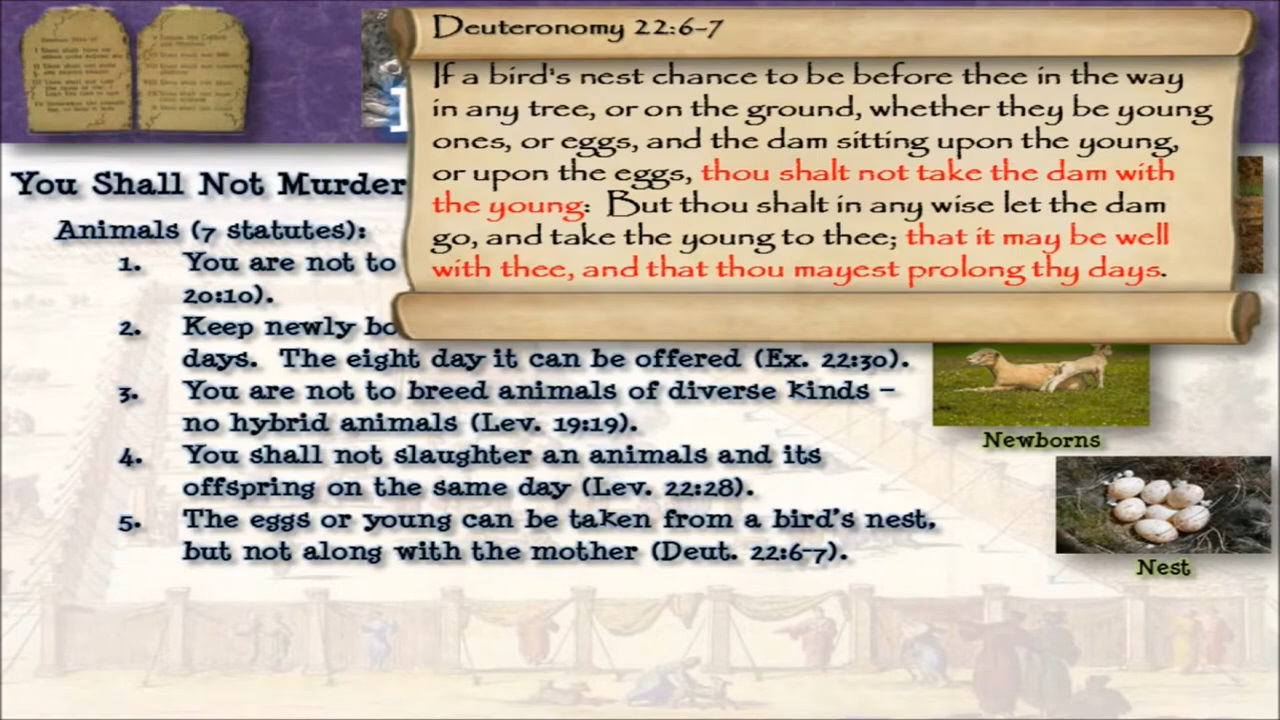 Deuteronomy 22:6-7
If a bird's nest chance to be before thee in the way
in any tree, or on the ground, whether they be young
ones, or eggs, and the dam sitting upon the young,
or upon the eggs, thou shalt not take the dam with
the young: But thou shalt in any wise let the dam
go, and take the young to thee; that it may be well
with thee, and that thou mayest prolong thy days.
You Shall Not Murder
Animals (7 statutes):
1. You are not to
20:10).
2. Keep newly bo
days. The eight day it can be offered (Ex. 22:30).
3. You are not to breed animals of diverse kinds –
no hybrid animals (Lev. 19:19).
4. You shall not slaughter an animals and its
offspring on the same day (Lev. 22:28).
5. The eggs or young can be taken from a bird's nest,
but not along with the mother (Deut. 22:6-7).
Newborns
Nest